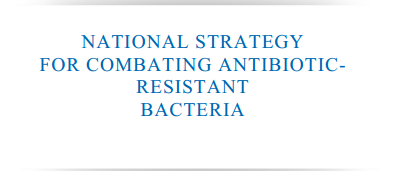 NATIONAL STRATEGY
FOR COMBATING ANTIBIOTIC-
RESISTANT
BACTERIA